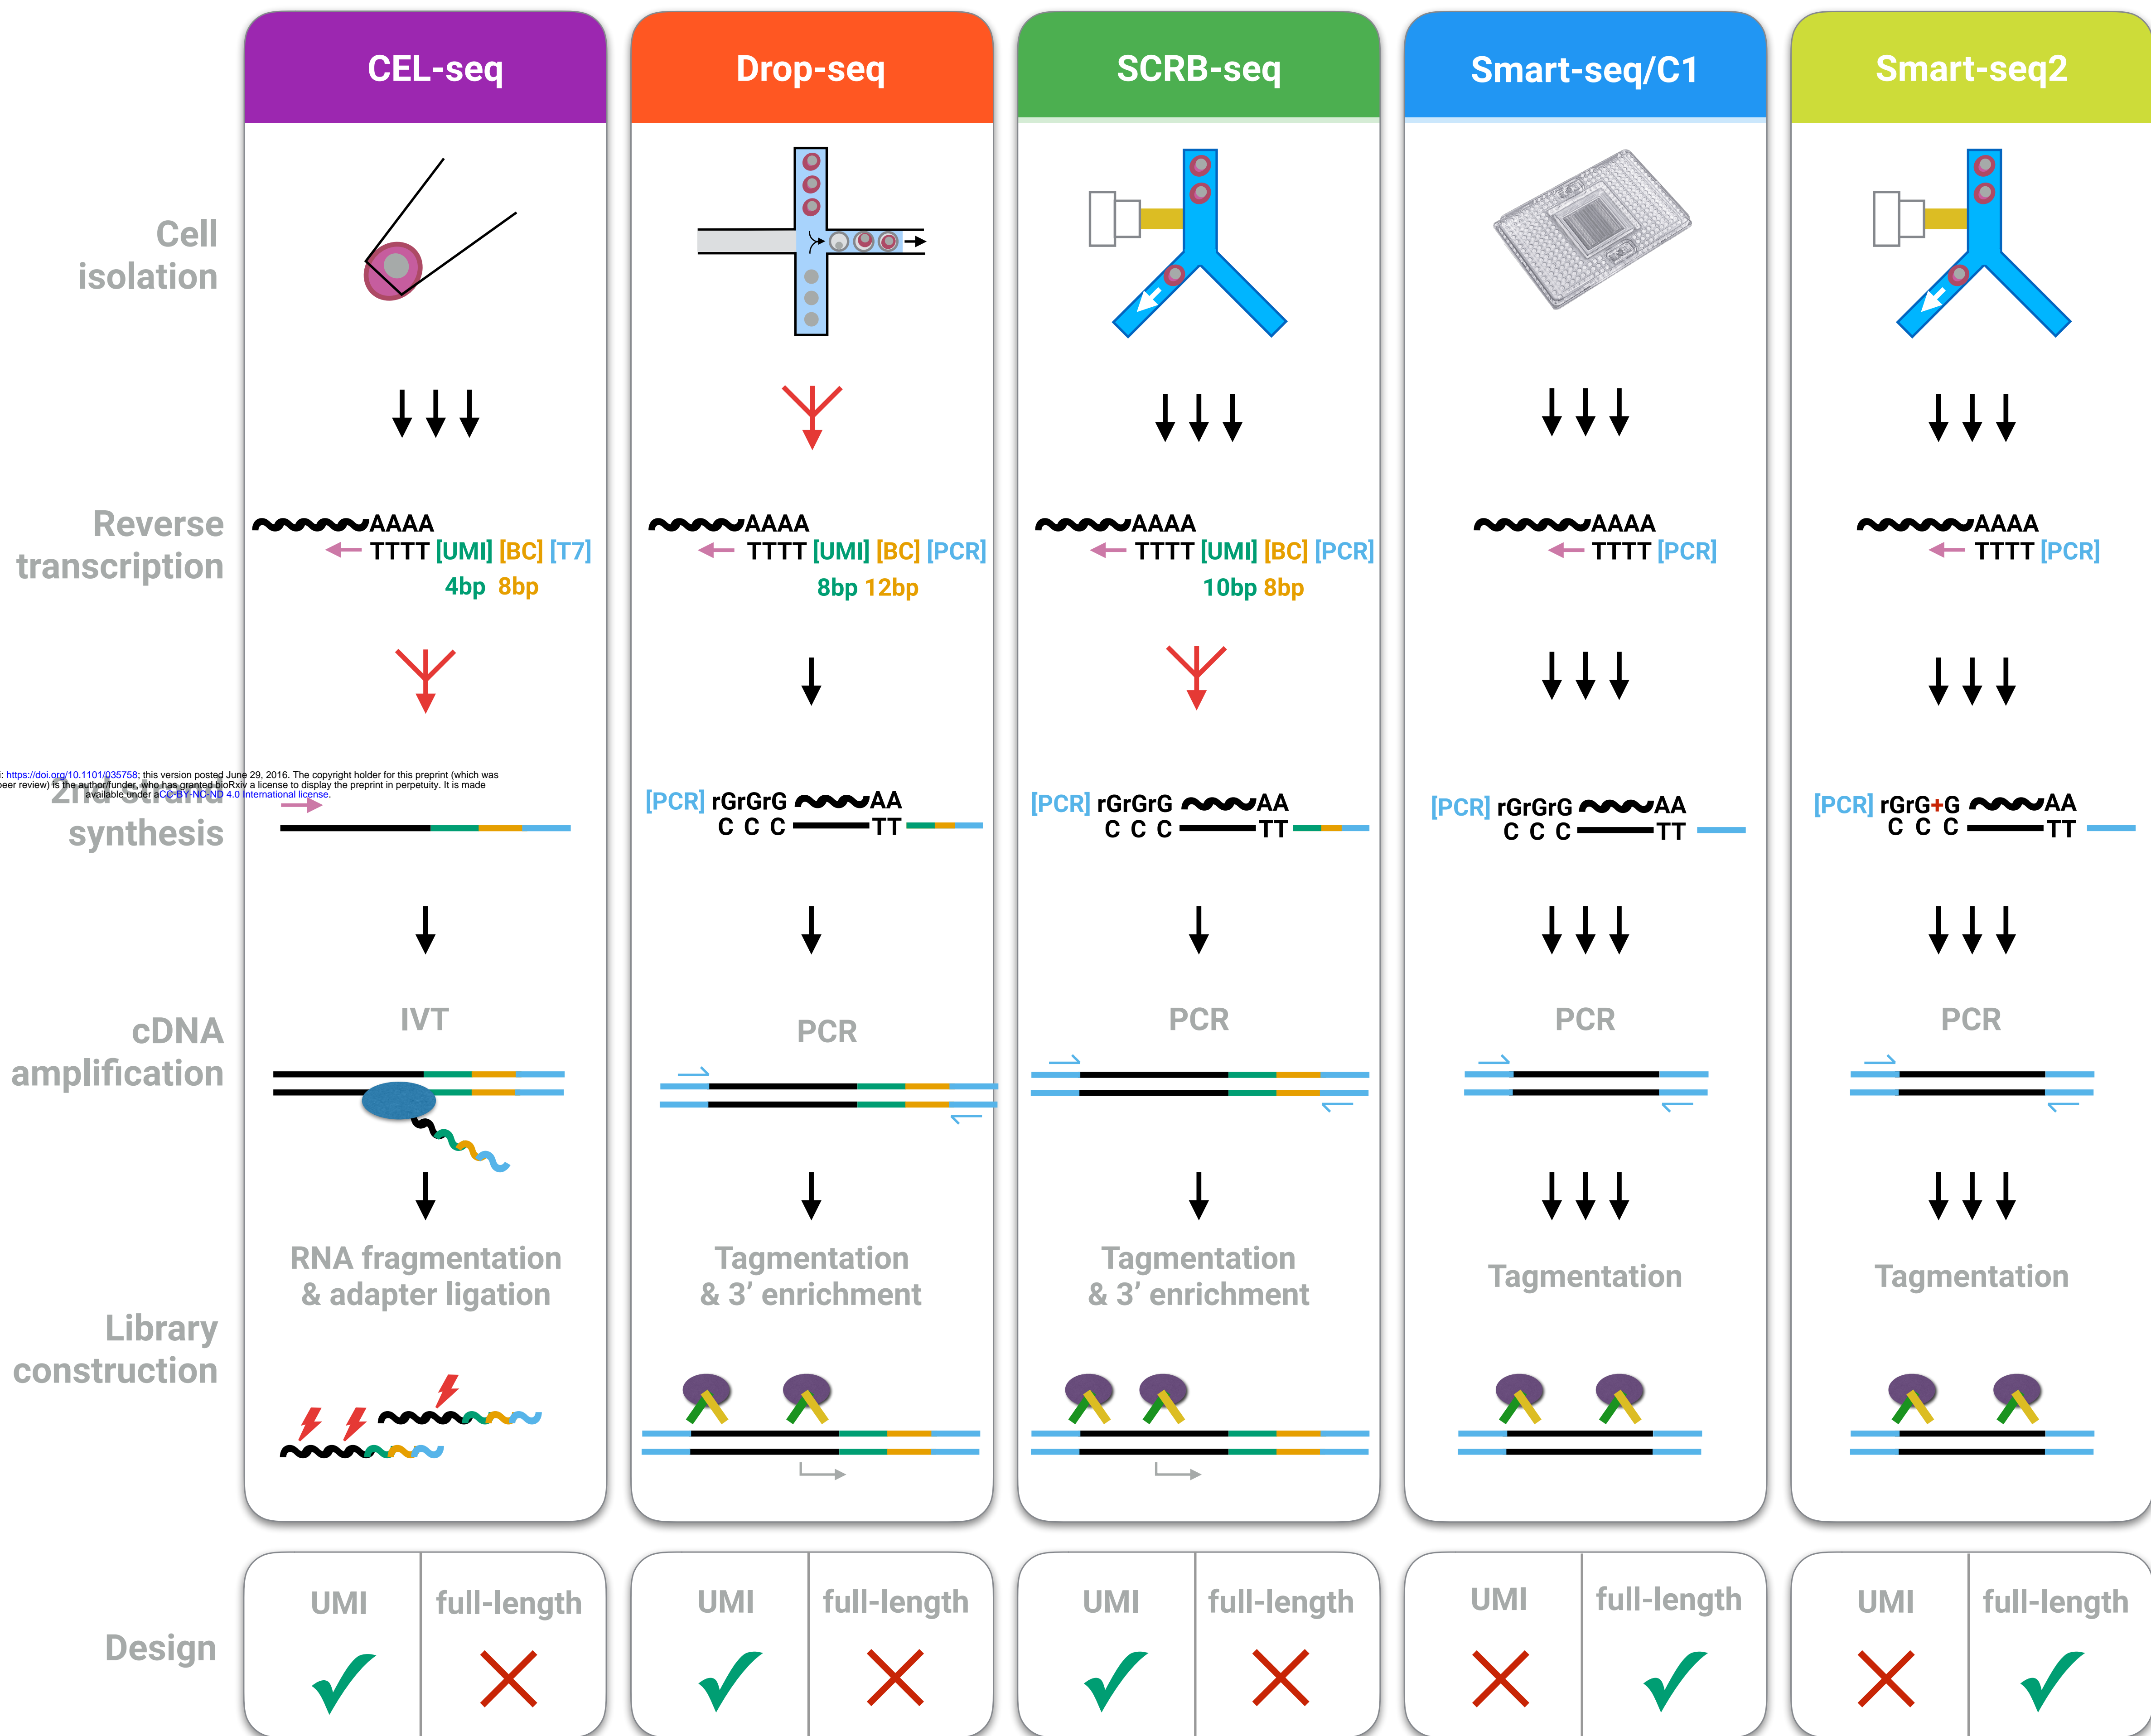 CEL-seq
Drop-seq
SCRB-seq
Smart-seq/C1
Smart-seq2
Cell
isolation
Reverse
transcription
AAAA
TTTT [UMI] [BC] [T7]
4bp 8bp
AAAA
TTTT [UMI] [BC] [PCR]
8bp 12bp
AAAA
TTTT [UMI] [BC] [PCR]
10bp 8bp
AAAA
TTTT [PCR]
AAAA
TTTT [PCR]
i: https://doi.org/10.1101/035758; this version posted June 29, 2016. The copyright holder for this preprint (which was
peer review) is the author/funder, who has granted bioRxiv a license to display the preprint in perpetuity. It is made
available under aCC-BY-NC-ND 4.0 International license.
2nd strand
synthesis
[PCR] rGrGrG AA
C C C TT
[PCR] rGrGrG AA
C C C TT
[PCR] rGrGrG AA
C C C TT
[PCR] rGrG+G AA
C C C TT
cDNA
amplification
IVT
PCR
PCR
PCR
PCR
Library
construction
RNA fragmentation
& adapter ligation
Tagmentation
& 3’ enrichment
Tagmentation
& 3’ enrichment
Tagmentation
Tagmentation
Design
UMI full-length
UMI full-length
UMI full-length
UMI full-length
UMI full-length